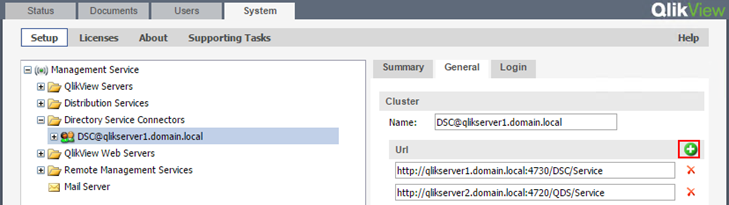 Status Documents Users System QlikView
Setup Licenses About Supporting Tasks Help
Management Service
QlikView Servers
Distribution Services
Directory Service Connectors
DSC@qlikserver1.domain.local
QlikView Web Servers
Remote Management Services
Mail Server
Summary General Login
Cluster
Name: DSC@qlikserver1.domain.local
Url
http://qlikserver1.domain.local:4730/DSC/Service
http://qlikserver2.domain.local:4720/QDS/Service